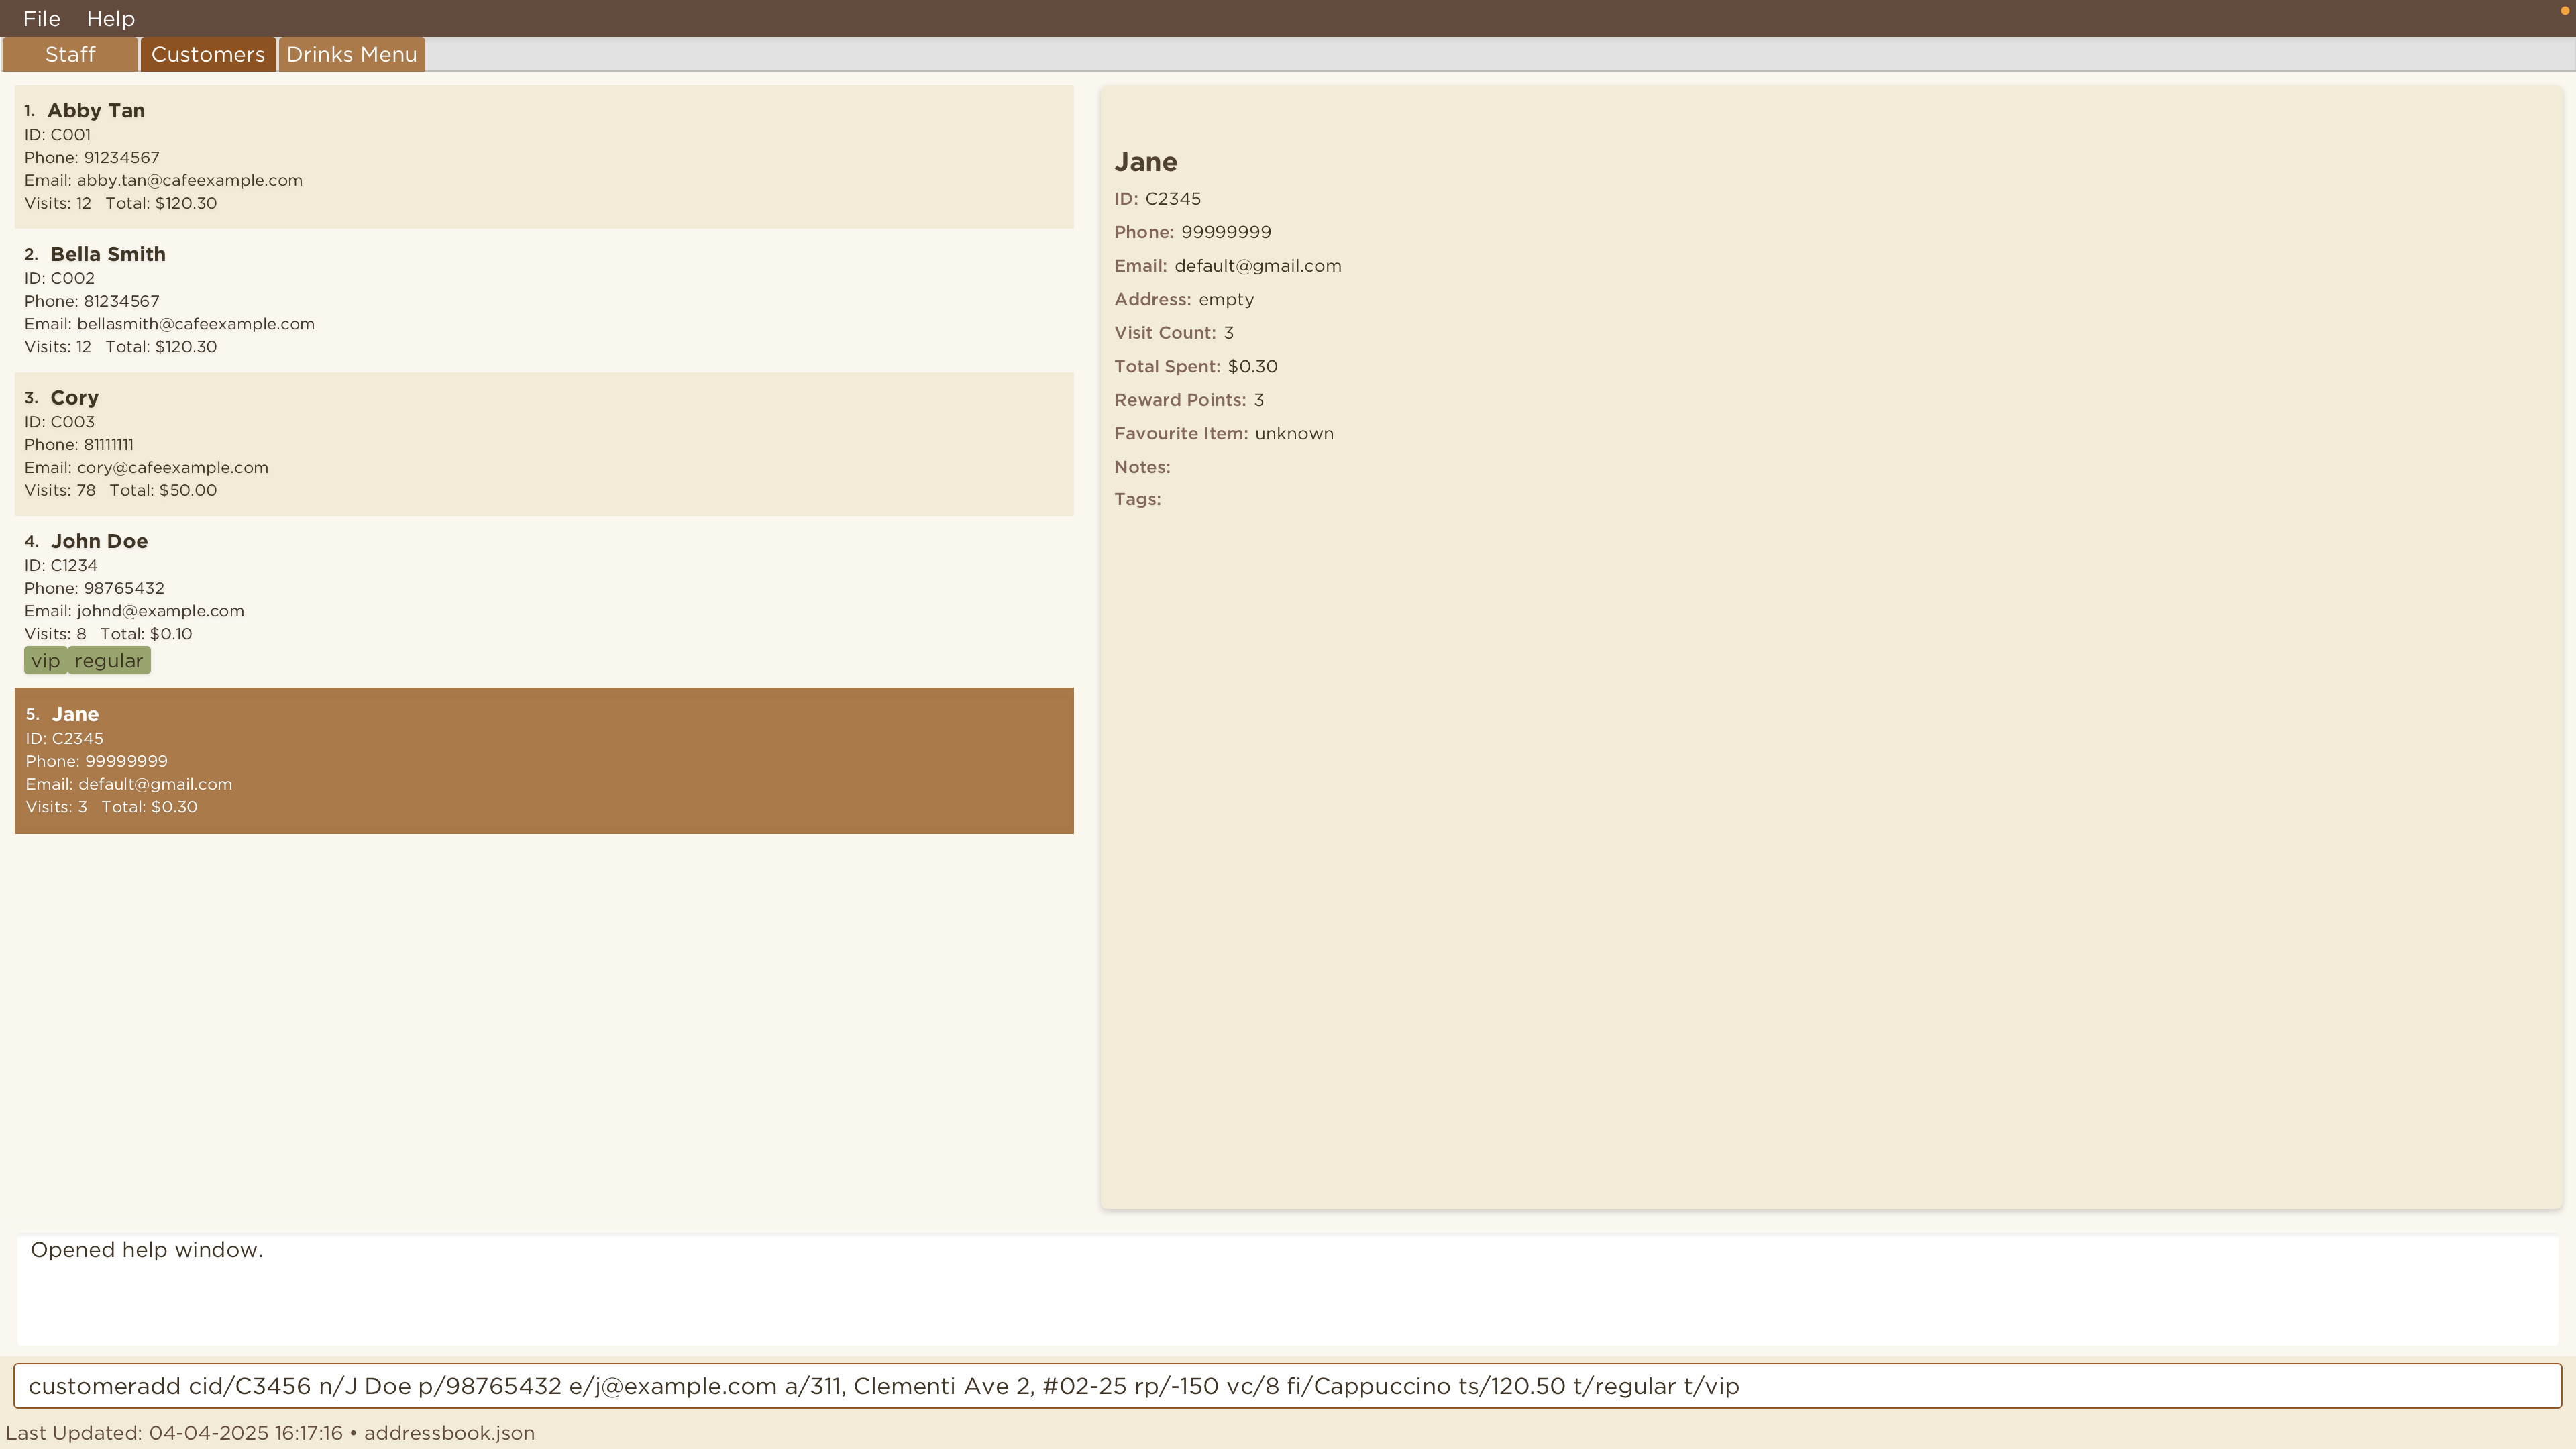 File Help
Staff Customers Drinks Menu
1. Abby Tan
ID: C001
Phone: 91234567
Email: abby.tan@cafeexample.com
Visits: 12 Total: $120.30
2. Bella Smith
ID: C002
Phone: 81234567
Email: bellasmith@cafeexample.com
Visits: 12 Total: $120.30
3. Cory
ID: C003
Phone: 81111111
Email: cory@cafeexample.com
Visits: 78 Total: $50.00
4. John Doe
ID: C1234
Phone: 98765432
Email: johnd@example.com
Visits: 8 Total: $0.10
vip regular
5. Jane
ID: C2345
Phone: 99999999
Email: default@gmail.com
Visits: 3 Total: $0.30
Jane
ID: C2345
Phone: 99999999
Email: default@gmail.com
Address: empty
Visit Count: 3
Total Spent: $0.30
Reward Points: 3
Favourite Item: unknown
Notes:
Tags:
Opened help window.
customeradd cid/C3456 n/J Doe p/98765432 e/j@example.com a/311, Clementi Ave 2, #02-25 rp/-150 vc/8 fi/Cappuccino ts/120.50 t/regular t/vip
Last Updated: 04-04-2025 16:17:16 • addressbook.json